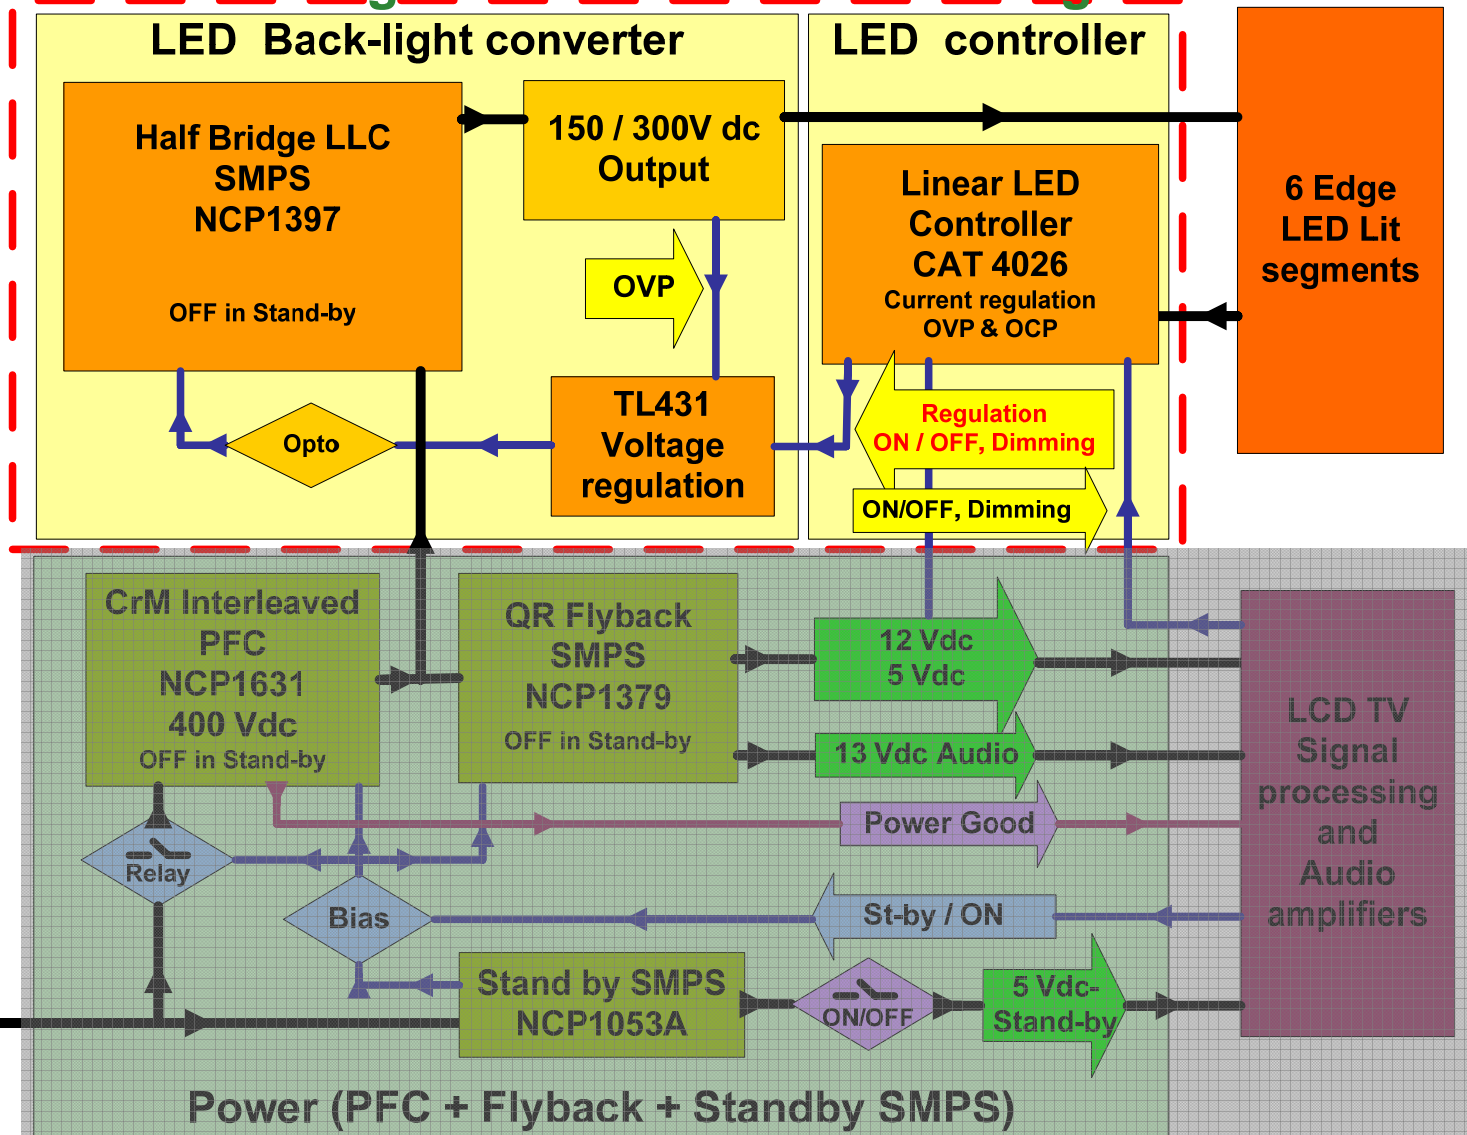 LED Back-light converter
LED controller
Half Bridge LLC
SMPS
NCP1397
OFF in Stand-by
150 / 300V dc
Output
OVP
Linear LED
Controller
CAT 4026
Current regulation
OVP & OCP
6 Edge
LED Lit
segments
Opto
TL431
Voltage
regulation
Regulation
ON / OFF, Dimming
ON/OFF, Dimming
CrM Interleaved
PFC
NCP1631
400 Vdc
OFF in Stand-by
QR Flyback
SMPS
NCP1379
OFF in Stand-by
12 Vdc
5 Vdc
13 Vdc Audio
Power Good
LCD TV
Signal
processing
and
Audio
amplifiers
Relay
Bias
St-by / ON
Stand by SMPS
NCP1053A
ON/OFF
5 Vdc-
Stand-by
Power (PFC + Flyback + Standby SMPS)